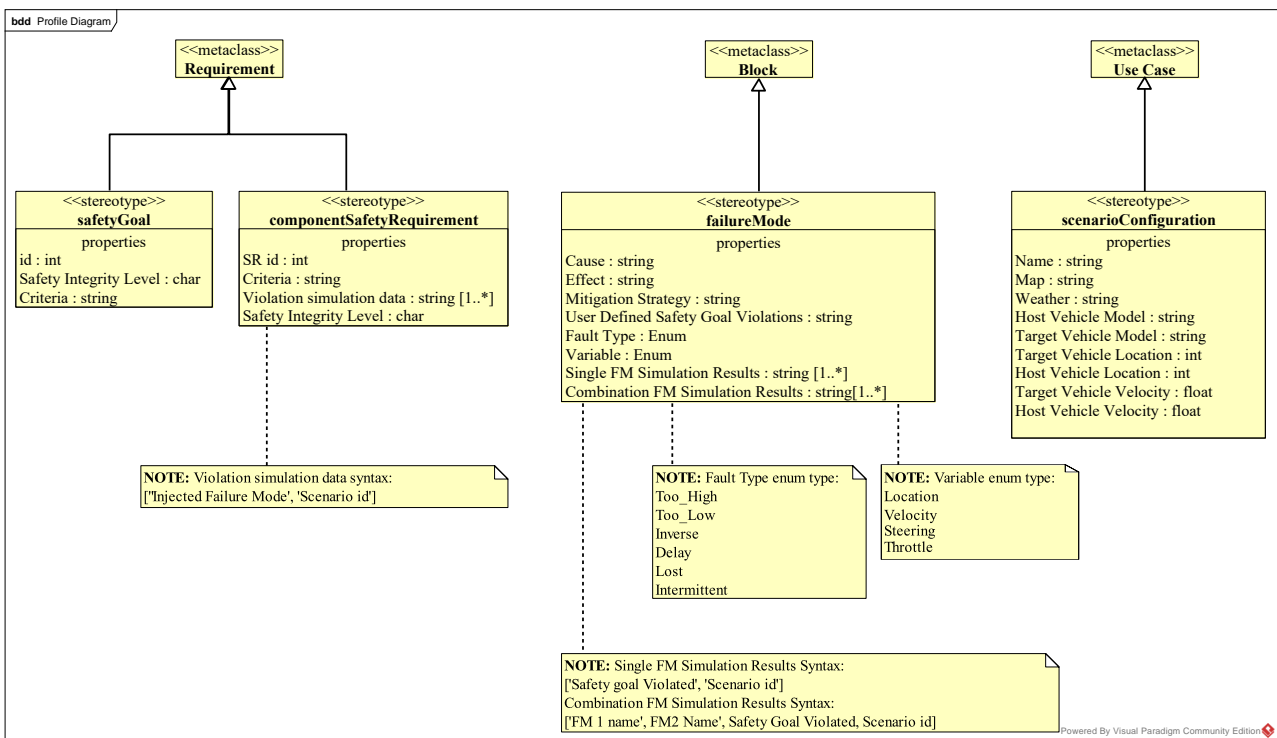 bdd Profile Diagram
<<metaclass>>
Requirement
<<metaclass>>
Block
<<metaclass>>
Use Case
<<stereotype>>
safetyGoal
properties
id : int
Safety Integrity Level : char
Criteria : string
<<stereotype>>
componentSafetyRequirement
properties
SR id : int
Criteria : string
Violation simulation data : string [1..*]
Safety Integrity Level : char
<<stereotype>>
failureMode
properties
Cause : string
Effect : string
Mitigation Strategy : string
User Defined Safety Goal Violations : string
Fault Type : Enum
Variable : Enum
Single FM Simulation Results : string [1..*]
Combination FM Simulation Results : string[1..*]
<<stereotype>>
scenarioConfiguration
properties
Name : string
Map : string
Weather : string
Host Vehicle Model : string
Target Vehicle Model : string
Target Vehicle Location : int
Host Vehicle Location : int
Target Vehicle Velocity : float
Host Vehicle Velocity : float
NOTE: Violation simulation data syntax:
["Injected Failure Mode', 'Scenario id']
NOTE: Fault Type enum type:
Too_High
Too_Low
Inverse
Delay
Lost
Intermittent
NOTE: Variable enum type:
Location
Velocity
Steering
Throttle
NOTE: Single FM Simulation Results Syntax:
['Safety goal Violated', 'Scenario id']
Combination FM Simulation Results Syntax:
['FM 1 name', FM2 Name', Safety Goal Violated, Scenario id]
Powered By Visual Paradigm Community Edition